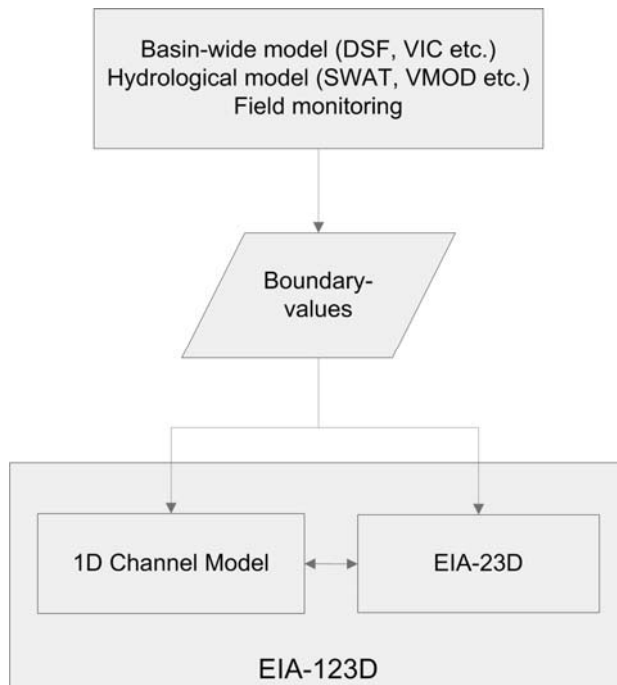 Basin-wide model (DSF, VIC etc.)
Hydrological model (SWAT, VMOD etc.)
Field monitoring
Boundary-
values
1D Channel Model
EIA-23D
EIA-123D